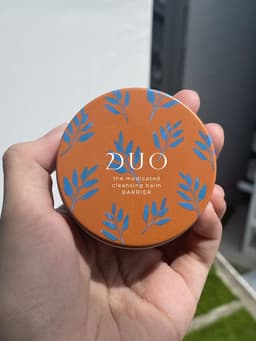 DUO
the medicated
cleansing balm
BARRIER